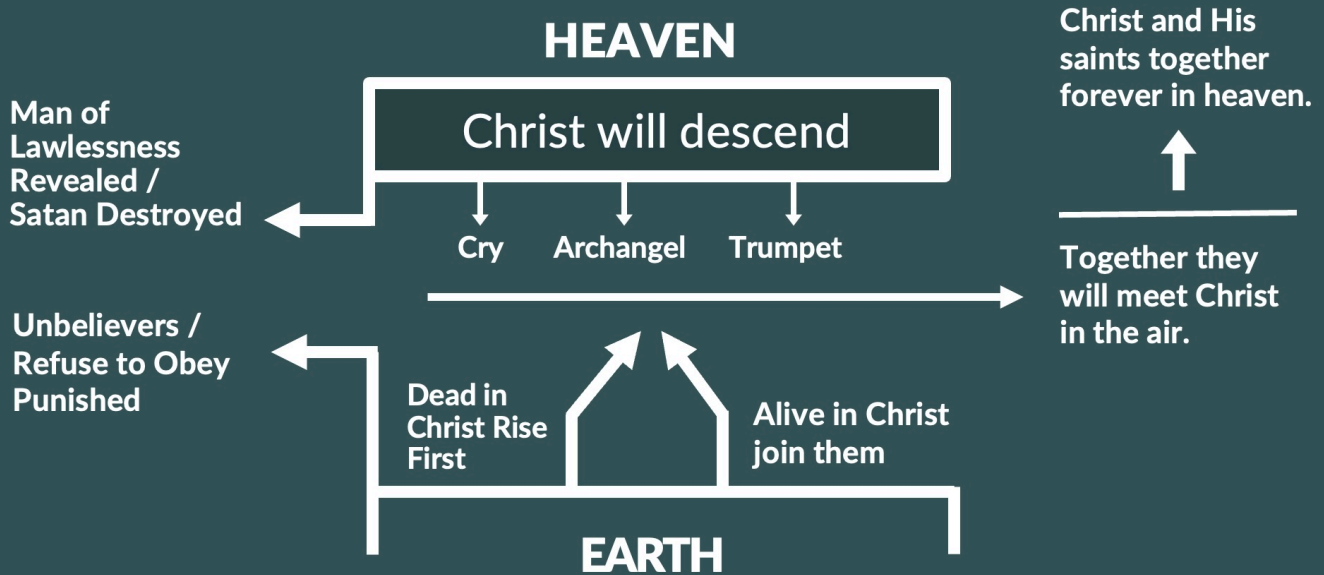 HEAVEN
Christ will descend
Cry
Archangel
Trumpet
Man of
Lawlessness
Revealed /
Satan Destroyed
Unbelievers /
Refuse to Obey
Punished
Dead in
Christ Rise
First
Alive in Christ
join them
EARTH
Christ and His
saints together
forever in heaven.
Together they
will meet Christ
in the air.